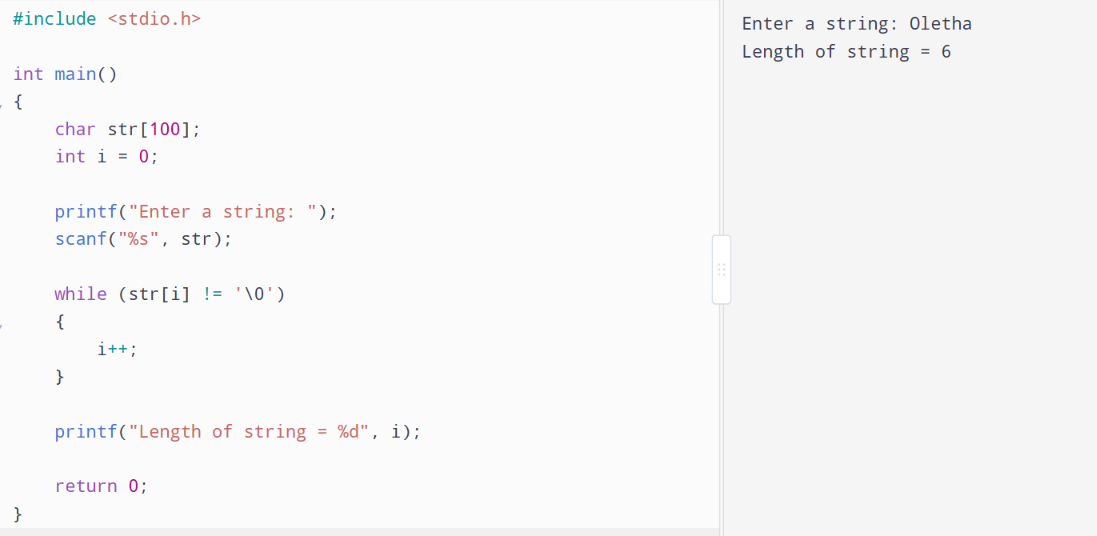 #include <stdio.h>
int main()
{
    char str[100];
    int i = 0;
    printf("Enter a string: ");
    scanf("%s", str);
    while (str[i] != '\0')
    {
        i++;
    }
    printf("Length of string = %d", i);
    return 0;
}
Enter a string: Oletha
Length of string = 6